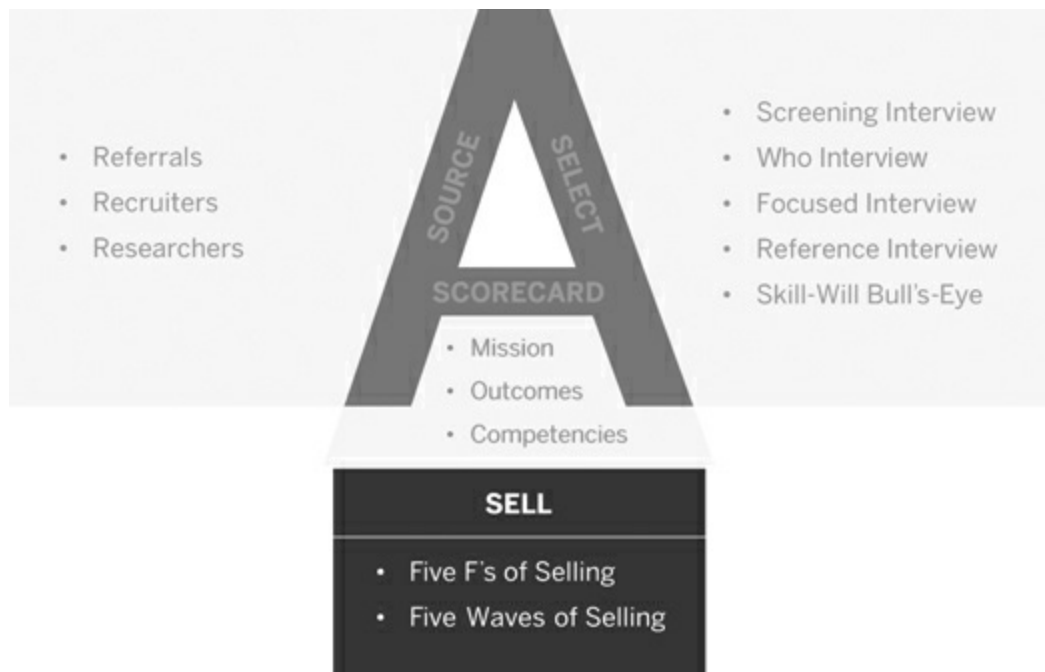 • Referrals
• Recruiters
• Researchers
SOURCE
SELECT
• Screening Interview
• Who Interview
• Focused Interview
• Reference Interview
• Skill-Will Bull's-Eye
SCORECARD
• Mission
• Outcomes
• Competencies
SELL
• Five F's of Selling
• Five Waves of Selling